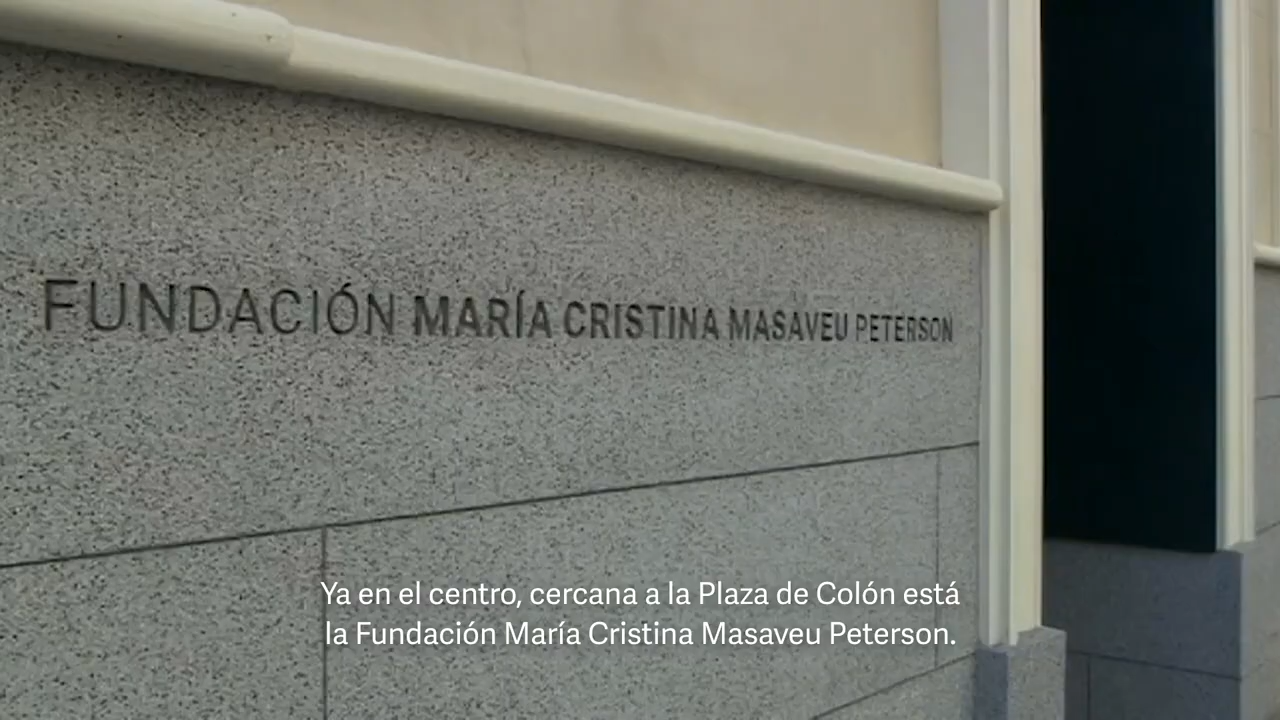 FUNDACIÓN MARÍA CRISTINA MASAVEU PETERSON
Ya en el centro, cercana a la Plaza de Colón está
la Fundación María Cristina Masaveu Peterson.